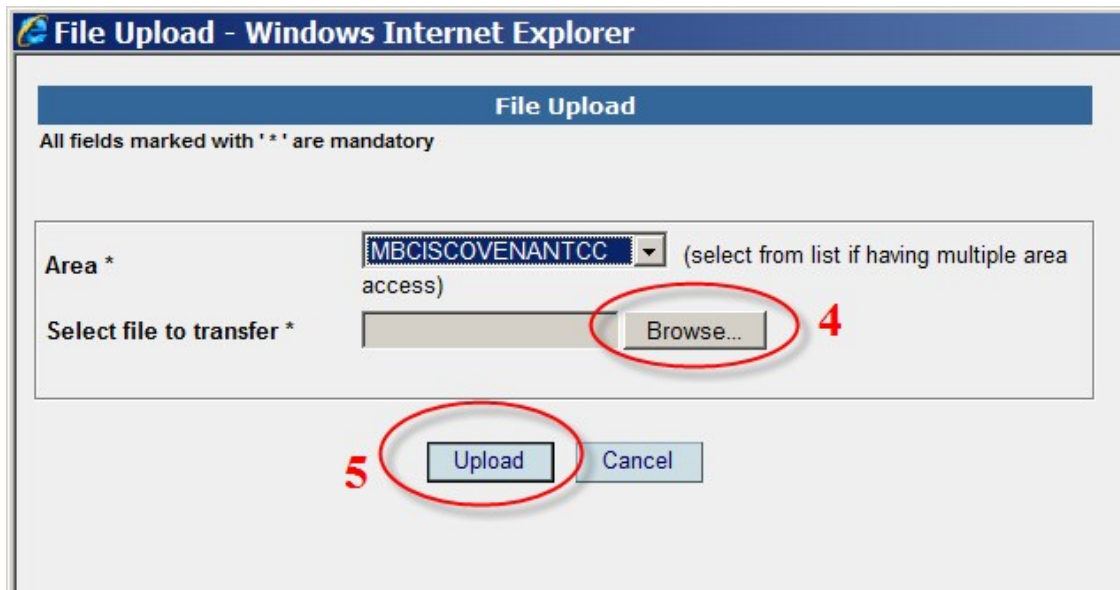 File Upload - Windows Internet Explorer
File Upload
All fields marked with ' * ' are mandatory
Area * MBCISCOVENANTCC (select from list if having multiple area
access)
Select file to transfer * Browse... 4
5 Upload Cancel